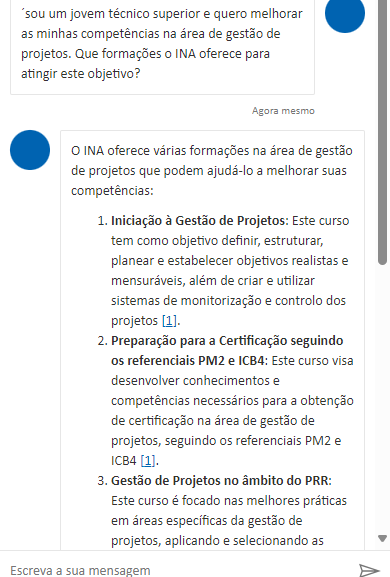 ´sou um jovem técnico superior e quero melhorar
as minhas competências na área de gestão de
projetos. Que formações o INA oferece para
atingir este objetivo?
Agora mesmo
O INA oferece várias formações na área de gestão
de projetos que podem ajudá-lo a melhorar suas
competências:
1. Iniciação à Gestão de Projetos: Este curso
tem como objetivo definir, estruturar,
planear e estabelecer objetivos realistas e
mensuráveis, além de criar e utilizar
sistemas de monitorização e controlo dos
projetos [1].
2. Preparação para a Certificação seguindo
os referenciais PM2 e ICB4: Este curso visa
desenvolver conhecimentos e
competências necessários para a obtenção
de certificação na área de gestão de
projetos, seguindo os referenciais PM2 e
ICB4 [1].
3. Gestão de Projetos no âmbito do PRR:
Este curso é focado nas melhores práticas
em áreas específicas da gestão de
projetos, aplicando e selecionando as
Escreva a sua mensagem